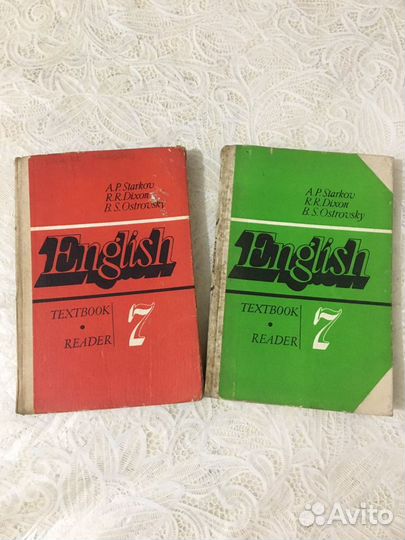 A.P. Starkov
R.R. Dixon
B.S. Ostrovsky
English
TEXTBOOK
•
READER
7
A.P. Starkov
R.R. Dixon
B.S. Ostrovsky
English
TEXTBOOK
•
READER
7
Avito